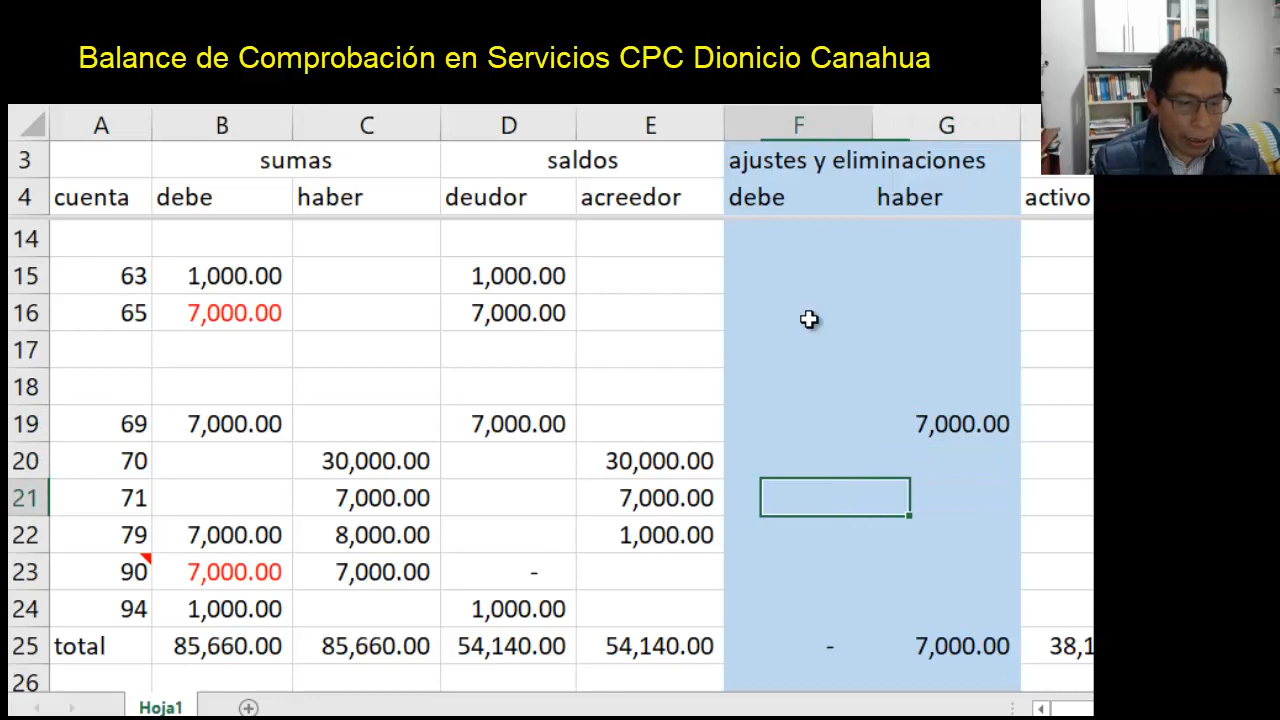 Balance de Comprobación en Servicios CPC Dionicio Canahua
A B C D E F G
3 sumas saldos ajustes y eliminaciones
4 cuenta debe haber deudor acreedor debe haber activo
14
15 63 1,000.00 1,000.00
16 65 7,000.00 7,000.00
17
18
19 69 7,000.00 7,000.00 7,000.00
20 70 30,000.00 30,000.00
21 71 7,000.00 7,000.00
22 79 7,000.00 8,000.00 1,000.00
23 90 7,000.00 7,000.00 -
24 94 1,000.00 1,000.00
25 total 85,660.00 85,660.00 54,140.00 54,140.00 - 7,000.00 38,1
26
Hoja1